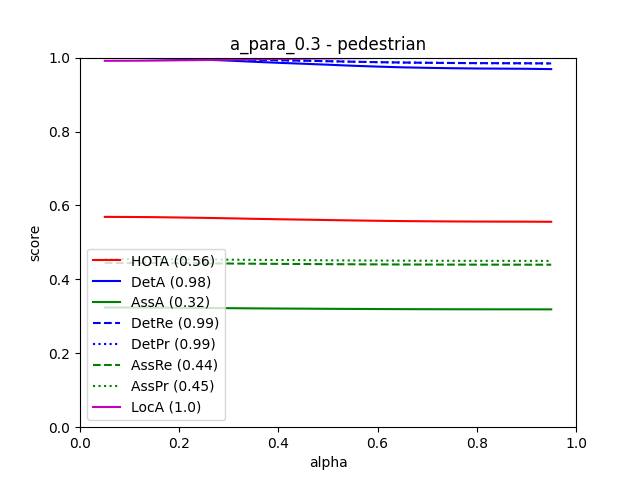 a_para_0.3 - pedestrian
1.0
0.8
0.6
0.4
0.2
0.0
score
HOTA (0.56)
DetA (0.98)
AssA (0.32)
DetRe (0.99)
DetPr (0.99)
AssRe (0.44)
AssPr (0.45)
LocA (1.0)
0.0 0.2 0.4 0.6 0.8 1.0
alpha